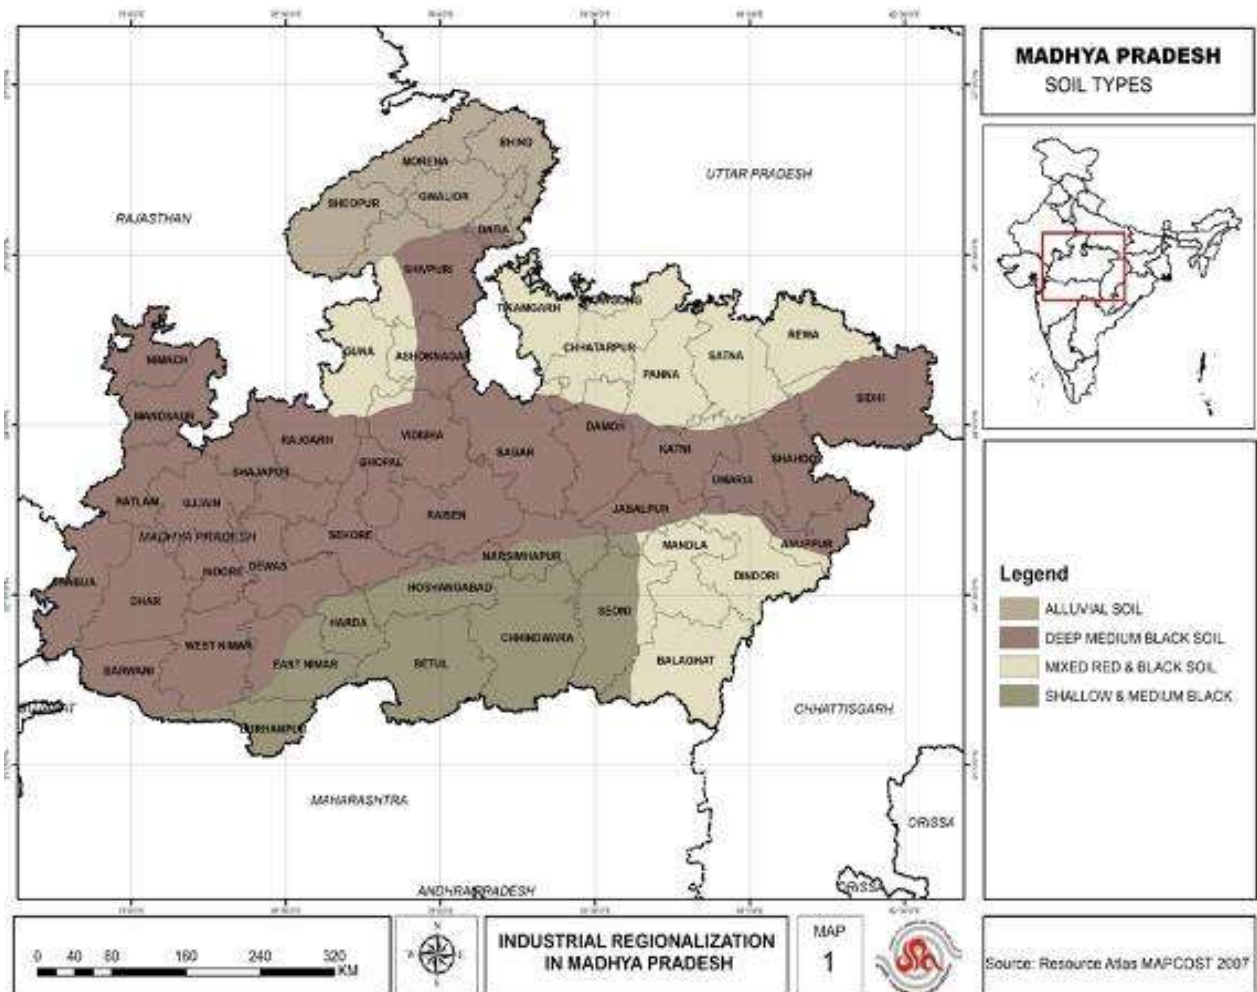 MADHYA PRADESH
SOIL TYPES
UTTAR PRADESH
RAJASTHAN
BHIND
MORENA
GWALIOR
SHEOPUR
DATIA
SHIVPURI
TIKAMGARH
REWA
GUNA
ASHOKNAGAR
CHHATARPUR
SATNA
PANNA
NIMACH
SIDHI
MANDSAUR
DAMOH
RAJGARH
VIDISHA
SAGAR
KATNI
BHOPAL
SHAJAPUR
SHAHDOL
UMARIA
RATLAM
UJJAIN
JABALPUR
RAISEN
MADHYA PRADESH
SEHORE
ANUPPUR
MANDLA
NARSIMHAPUR
INDORE
DEWAS
DINDORI
JHABUA
HOSHANGABAD
DHAR
SEONI
HARDA
CHHINDWARA
WEST NIMAR
EAST NIMAR
BETUL
BALAGHAT
BARWANI
BURHANPUR
CHHATTISGARH
MAHARASHTRA
ORISSA
ORISSA
ANDHRA PRADESH
Legend
ALLUVIAL SOIL
DEEP MEDIUM BLACK SOIL
MIXED RED & BLACK SOIL
SHALLOW & MEDIUM BLACK
0 40 80 160 240 320
KM
N
W E
S
INDUSTRIAL REGIONALIZATION
IN MADHYA PRADESH
MAP
1
Source: Resource Atlas MAPCOST 2007